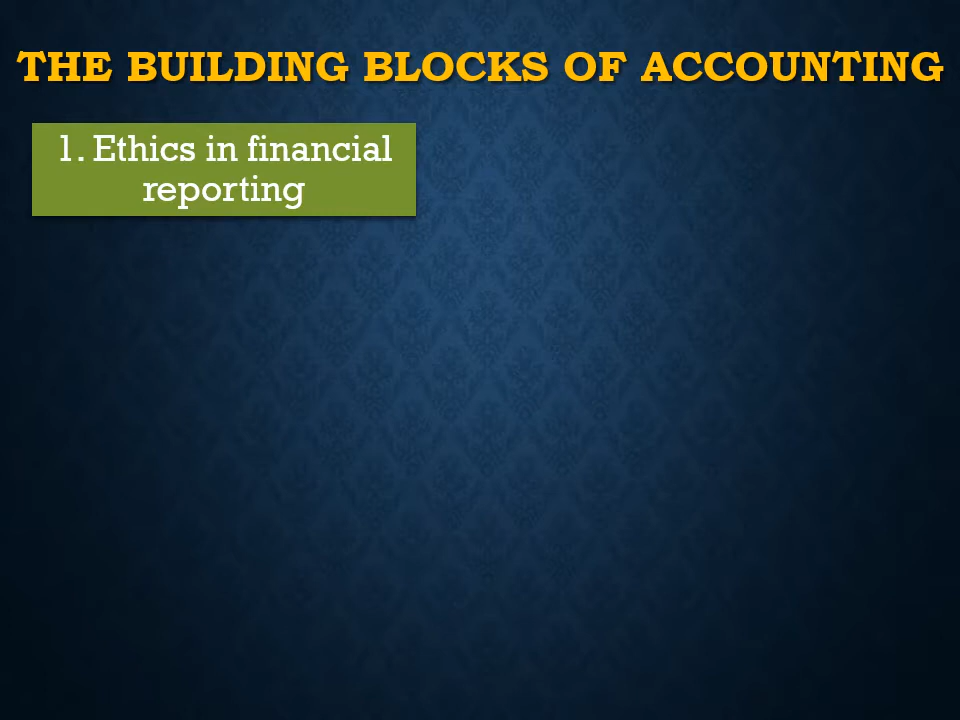 THE BUILDING BLOCKS OF ACCOUNTING
1. Ethics in financial
reporting